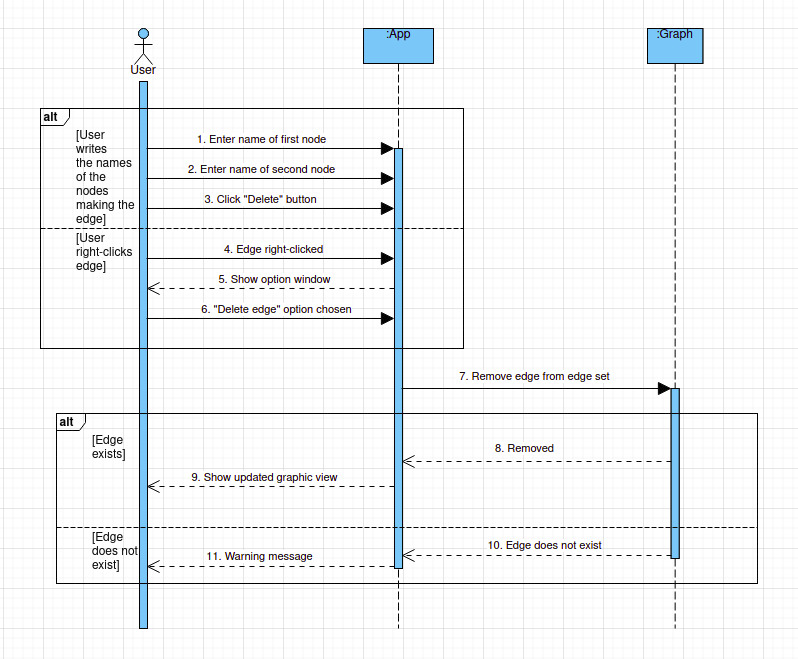 :App
:Graph
User
alt
[User
writes
the names
of the
nodes
making the
edge]
1. Enter name of first node
2. Enter name of second node
3. Click "Delete" button
[User
right-clicks
edge]
4. Edge right-clicked
5. Show option window
6. "Delete edge" option chosen
7. Remove edge from edge set
alt
[Edge
exists]
8. Removed
9. Show updated graphic view
[Edge
does not
exist]
10. Edge does not exist
11. Warning message